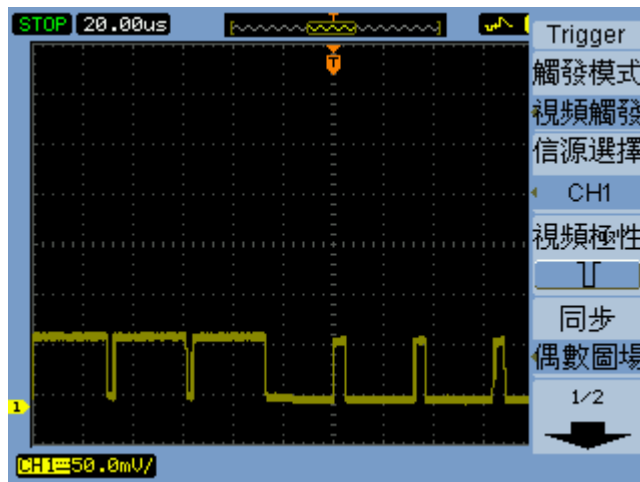 STOP 20.00us T
Trigger
觸發模式
視頻觸發
信源選擇
CH1
視頻極性
同步
偶數圖場
1/2
T
1
CH1 50.0mV/